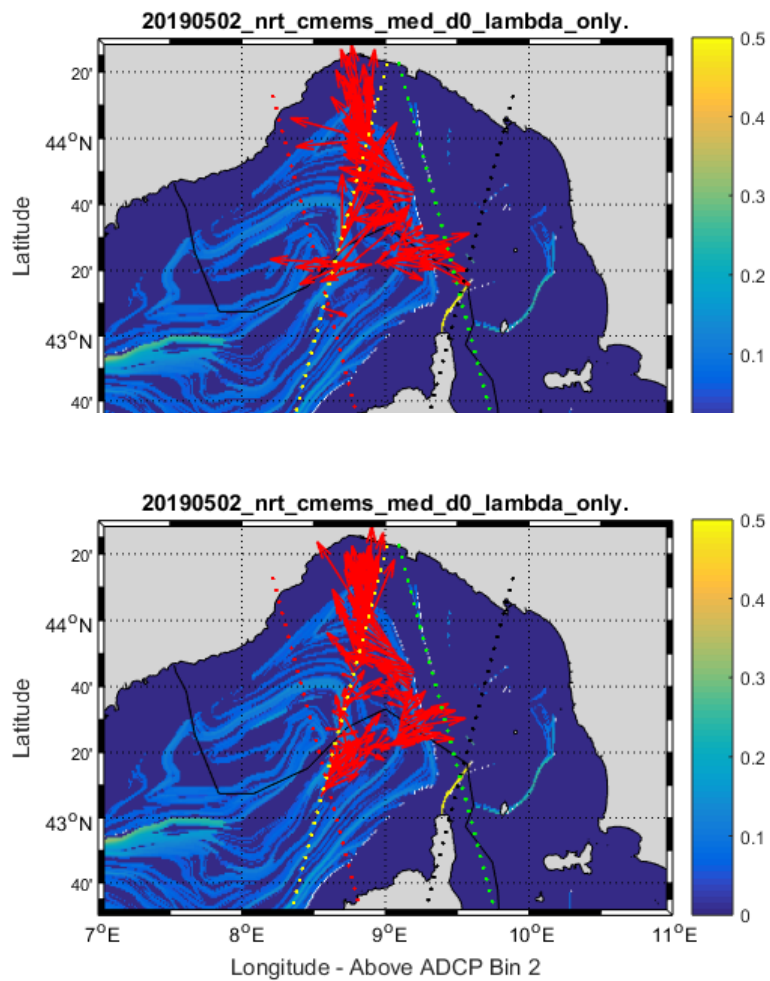 20190502_nrt_cmems_med_d0_lambda_only.
20'
44°N
40'
20'
43°N
40'
Latitude
0.5
0.4
0.3
0.2
0.1
20190502_nrt_cmems_med_d0_lambda_only.
20'
44°N
40'
20'
43°N
40'
Latitude
0.5
0.4
0.3
0.2
0.1
0
7°E 8°E 9°E 10°E 11°E
Longitude - Above ADCP Bin 2